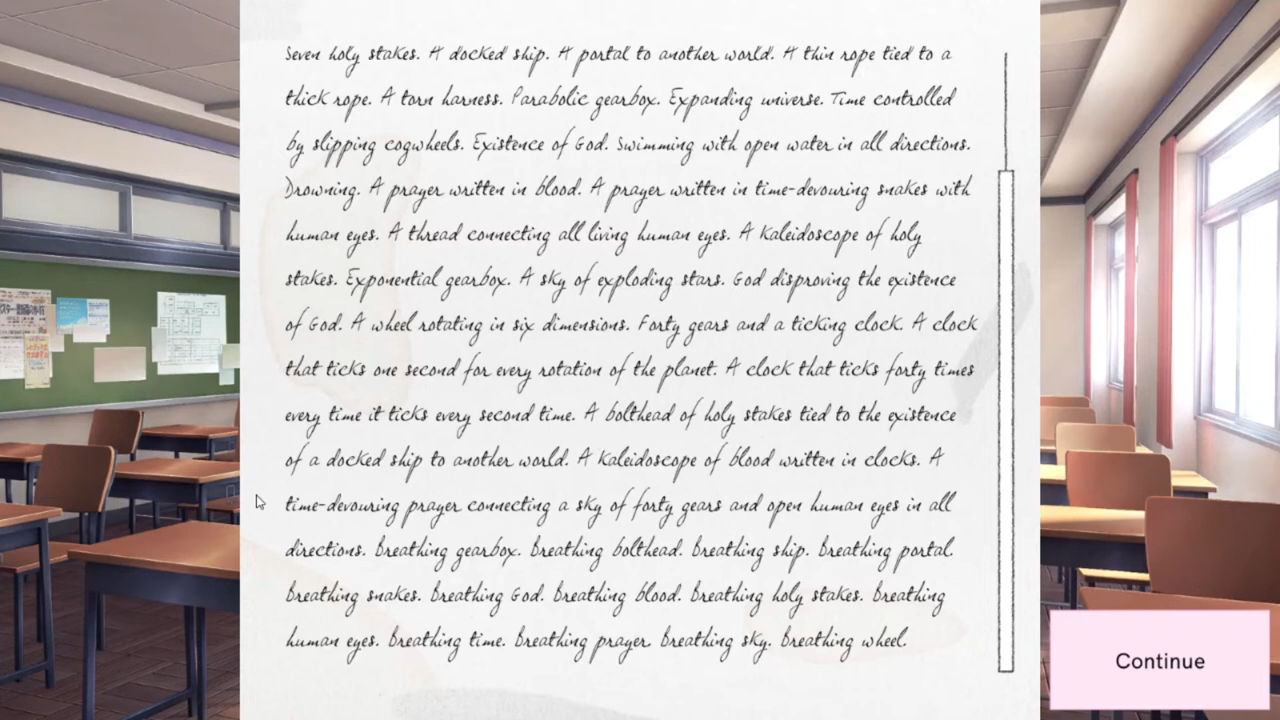 Seven holy stakes. A docked ship. A portal to another world. A thin rope tied to a
thick rope. A torn harness. Parabolic gearbox. Expanding universe. Time controlled
by slipping cogwheels. Existence of God. Swimming with open water in all directions.
Drowning. A prayer written in blood. A prayer written in time-devouring snakes with
human eyes. A thread connecting all living human eyes. A kaleidoscope of holy
stakes. Exponential gearbox. A sky of exploding stars. God disproving the existence
of God. A wheel rotating in six dimensions. Forty gears and a ticking clock. A clock
that ticks one second for every rotation of the planet. A clock that ticks forty times
every time it ticks every second time. A bolthead of holy stakes tied to the existence
of a docked ship to another world. A kaleidoscope of blood written in clocks. A
time-devouring prayer connecting a sky of forty gears and open human eyes in all
directions. Breathing gearbox. Breathing bolthead. Breathing ship. Breathing portal.
Breathing snakes. Breathing God. Breathing blood. Breathing holy stakes. Breathing
human eyes. Breathing time. Breathing prayer. Breathing sky. Breathing wheel.
Continue